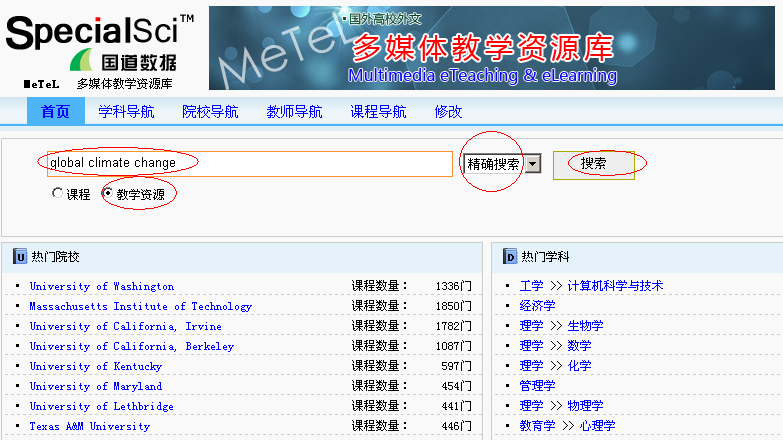 SpecialSci™
国道数据
MeTeL 多媒体教学资源库
MeTeL
·国外高校外文
多媒体教学资源库
Multimedia eTeaching & eLearning
首页 学科导航 院校导航 教师导航 课程导航 修改
global climate change 精确搜索 搜索
课程 教学资源
U 热门院校
University of Washington 课程数量： 1336门
Massachusetts Institute of Technology 课程数量： 1850门
University of California, Irvine 课程数量： 1782门
University of California, Berkeley 课程数量： 1087门
University of Kentucky 课程数量： 597门
University of Maryland 课程数量： 454门
University of Lethbridge 课程数量： 441门
Texas A&M University 课程数量： 446门
D 热门学科
工学 >> 计算机科学与技术
经济学
理学 >> 生物学
理学 >> 数学
理学 >> 化学
管理学
理学 >> 物理学
教育学 >> 心理学